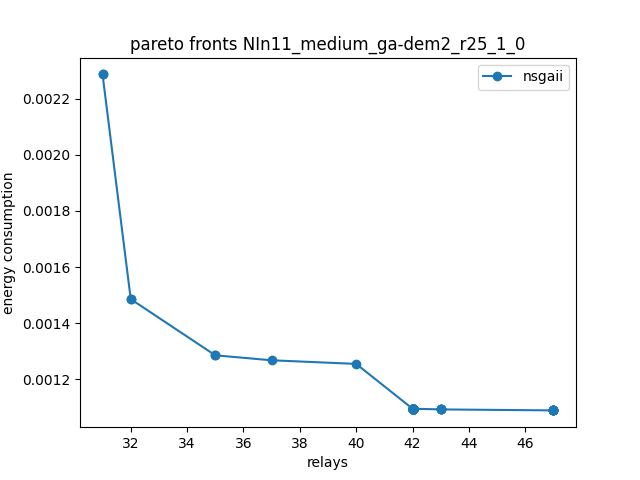 pareto fronts NIn11_medium_ga-dem2_r25_1_0
nsgaii
energy consumption
0.0022
0.0020
0.0018
0.0016
0.0014
0.0012
32 34 36 38 40 42 44 46
relays